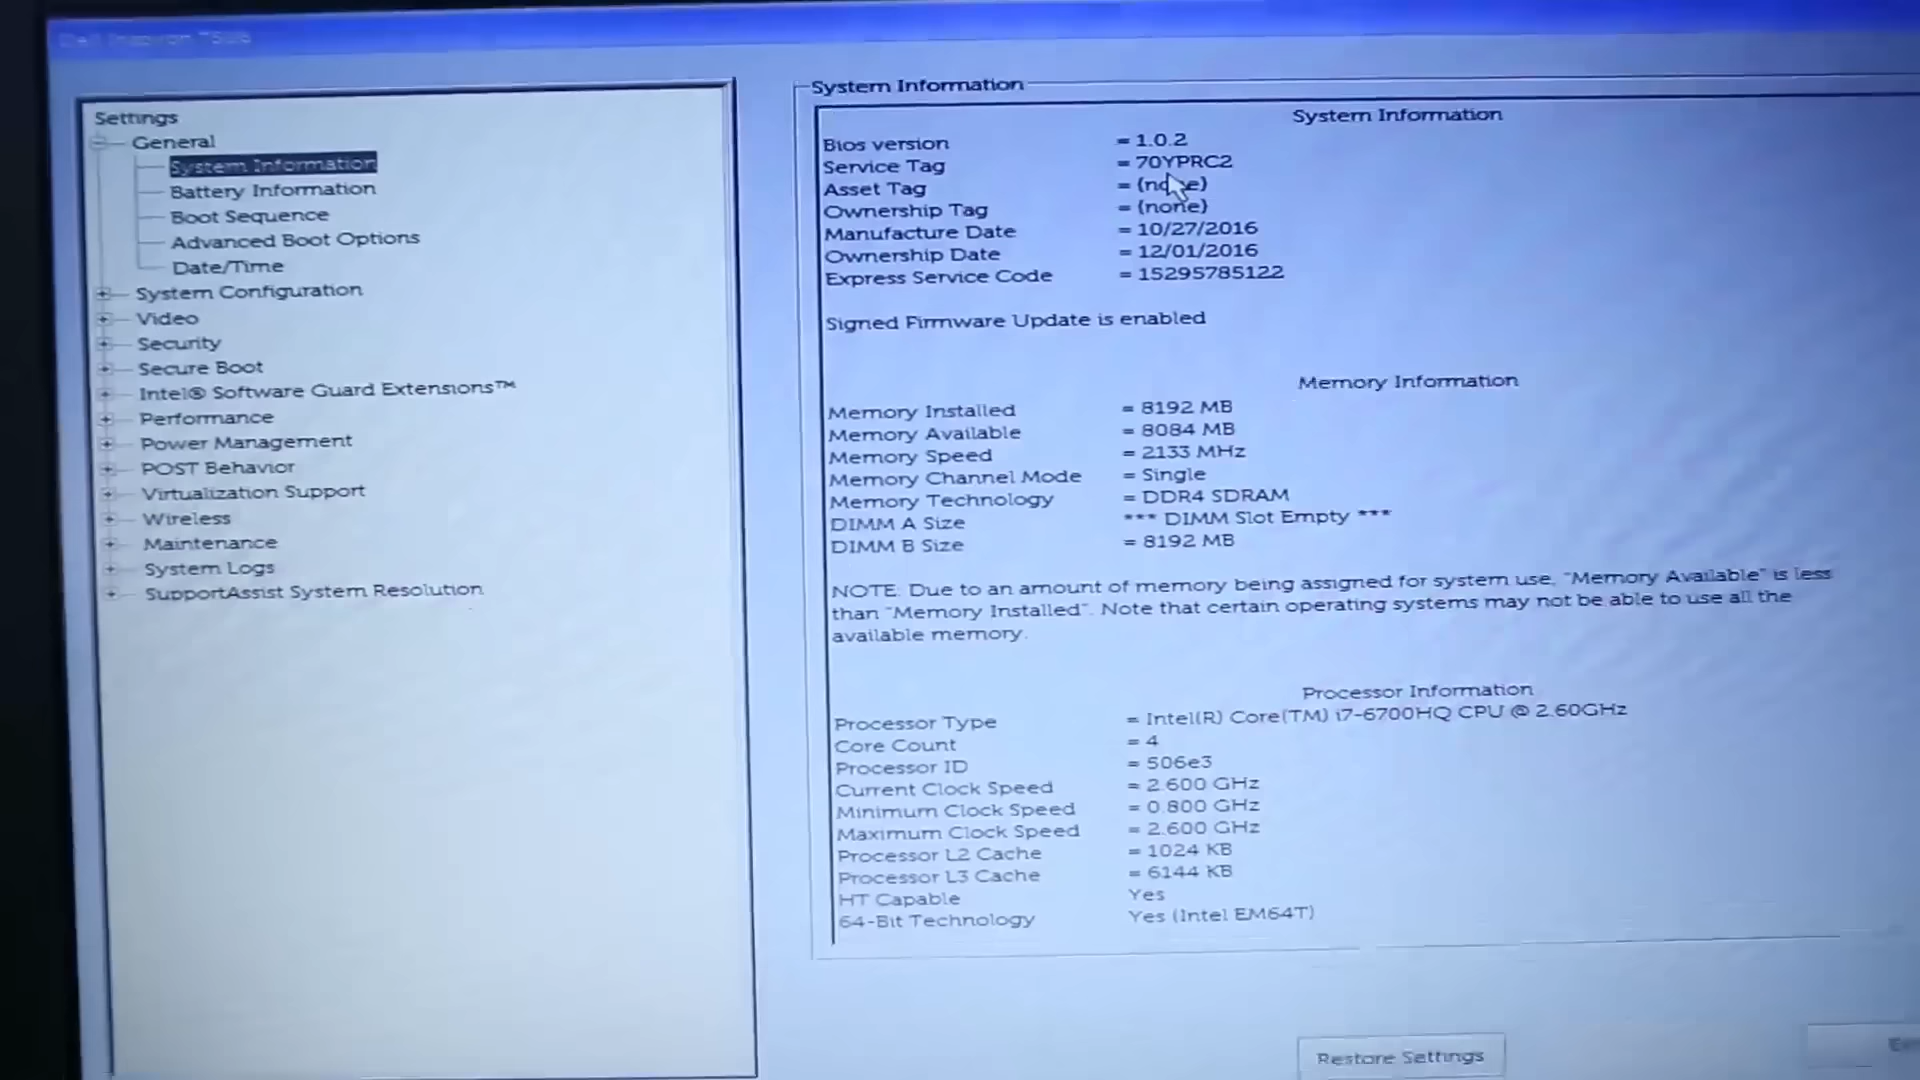 Dell Inspiron
Settings
General
System Information
Battery Information
Boot Sequence
Advanced Boot Options
Date/Time
System Configuration
Video
Security
Secure Boot
Intel® Software Guard Extensions™
Performance
Power Management
POST Behavior
Virtualization Support
Wireless
Maintenance
System Logs
SupportAssist System Resolution
System Information
System Information
Bios version = 1.0.2
Service Tag = 70YPRC2
Asset Tag = (none)
Ownership Tag = (none)
Manufacture Date = 10/27/2016
Ownership Date = 12/01/2016
Express Service Code = 15295785122
Signed Firmware Update is enabled
Memory Information
Memory Installed = 8192 MB
Memory Available = 8084 MB
Memory Speed = 2133 MHz
Memory Channel Mode = Single
Memory Technology = DDR4 SDRAM
DIMM A Size *** DIMM Slot Empty ***
DIMM B Size = 8192 MB
NOTE: Due to an amount of memory being assigned for system use, "Memory Available" is less
than "Memory Installed". Note that certain operating systems may not be able to use all the
available memory.
Processor Information
Processor Type = Intel(R) Core(TM) i7-6700HQ CPU @ 2.60GHz
Core Count = 4
Processor ID = 506e3
Current Clock Speed = 2.600 GHz
Minimum Clock Speed = 0.800 GHz
Maximum Clock Speed = 2.600 GHz
Processor L2 Cache = 1024 KB
Processor L3 Cache = 6144 KB
HT Capable Yes
64-Bit Technology Yes (Intel EM64T)
Restore Settings